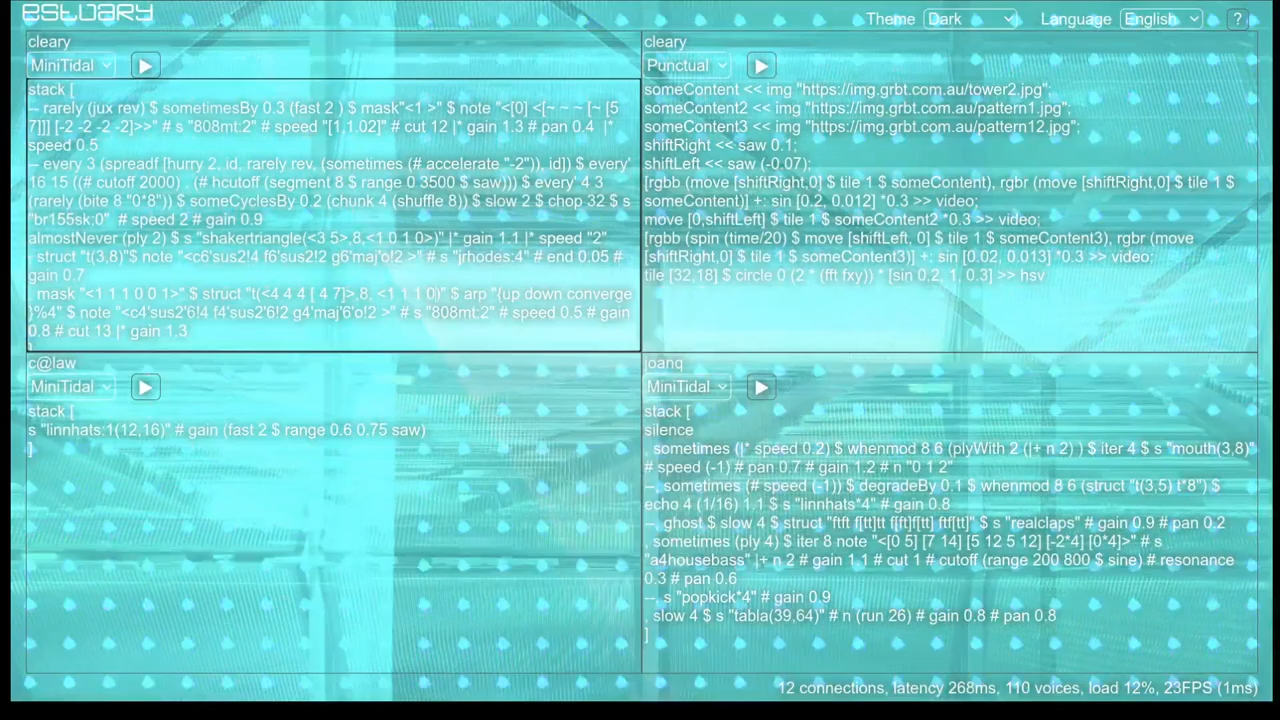 estuary
Theme Dark Language English ?
cleary
MiniTidal
stack [
-- rarely (jux rev) $ sometimesBy 0.3 (fast 2 ) $ mask"<1 >" $ note "<[0] <[~ ~ ~ [~ [5
7]]] [-2 -2 -2 -2]>>" # s "808mt:2" # speed "[1,1.02]" # cut 12 |* gain 1.3 # pan 0.4 |*
speed 0.5
-- every 3 (spreadf [hurry 2, id, rarely rev, (sometimes (# accelerate "-2")), id]) $ every'
16 15 ((# cutoff 2000) . (# hcutoff (segment 8 $ range 0 3500 $ saw))) $ every' 4 3
(rarely (bite 8 "0*8")) $ someCyclesBy 0.2 (chunk 4 (shuffle 8)) $ slow 2 $ chop 32 $ s
"br155sk:0" # speed 2 # gain 0.9
almostNever (ply 2) $ s "shakertriangle(<3 5>,8,<1 0 1 0>)" |* gain 1.1 |* speed "2"
, struct "t(3,8)"$ note "<c6'sus2!4 f6'sus2!2 g6'maj'o!2 >" # s "jrhodes:4" # end 0.05 #
gain 0.7
, mask "<1 1 1 0 0 1>" $ struct "t(<4 4 4 [ 4 7]>,8, <1 1 1 0)" $ arp "{up down converge
}%4" $ note "<c4'sus2'6!4 f4'sus2'6!2 g4'maj'6'o!2 >" # s "808mt:2" # speed 0.5 # gain
0.8 # cut 13 |* gain 1.3
]
cleary
Punctual
someContent << img "https://img.grbt.com.au/tower2.jpg";
someContent2 << img "https://img.grbt.com.au/pattern1.jpg";
someContent3 << img "https://img.grbt.com.au/pattern12.jpg";
shiftRight << saw 0.1;
shiftLeft << saw (-0.07);
[rgbb (move [shiftRight,0] $ tile 1 $ someContent), rgbr (move [shiftRight,0] $ tile 1 $
someContent)] +: sin [0.2, 0.012] *0.3 >> video;
move [0,shiftLeft] $ tile 1 $ someContent2 *0.3 >> video;
[rgbb (spin (time/20) $ move [shiftLeft, 0] $ tile 1 $ someContent3), rgbr (move
[shiftRight,0] $ tile 1 $ someContent3)] +: sin [0.02, 0.013] *0.3 >> video;
tile [32,18] $ circle 0 (2 * (fft fxy)) * [sin 0.2, 1, 0.3] >> hsv
c@law
MiniTidal
stack [
s "linnhats:1(12,16)" # gain (fast 2 $ range 0.6 0.75 saw)
]
joanq
MiniTidal
stack [
silence
, sometimes (|* speed 0.2) $ whenmod 8 6 (plyWith 2 (|+ n 2) ) $ iter 4 $ s "mouth(3,8)"
# speed (-1) # pan 0.7 # gain 1.2 # n "0 1 2"
--, sometimes (# speed (-1)) $ degradeBy 0.1 $ whenmod 8 6 (struct "t(3,5) t*8") $
echo 4 (1/16) 1.1 $ s "linnhats*4" # gain 0.8
--, ghost $ slow 4 $ struct "ftft f[tt]tt f[ft]f[tt] ftf[tt]" $ s "realclaps" # gain 0.9 # pan 0.2
, sometimes (ply 4) $ iter 8 note "<[0 5] [7 14] [5 12 5 12] [-2*4] [0*4]>" # s
"a4housebass" |+ n 2 # gain 1.1 # cut 1 # cutoff (range 200 800 $ sine) # resonance
0.3 # pan 0.6
--, s "popkick*4" # gain 0.9
, slow 4 $ s "tabla(39,64)" # n (run 26) # gain 0.8 # pan 0.8
]
12 connections, latency 268ms, 110 voices, load 12%, 23FPS (1ms)